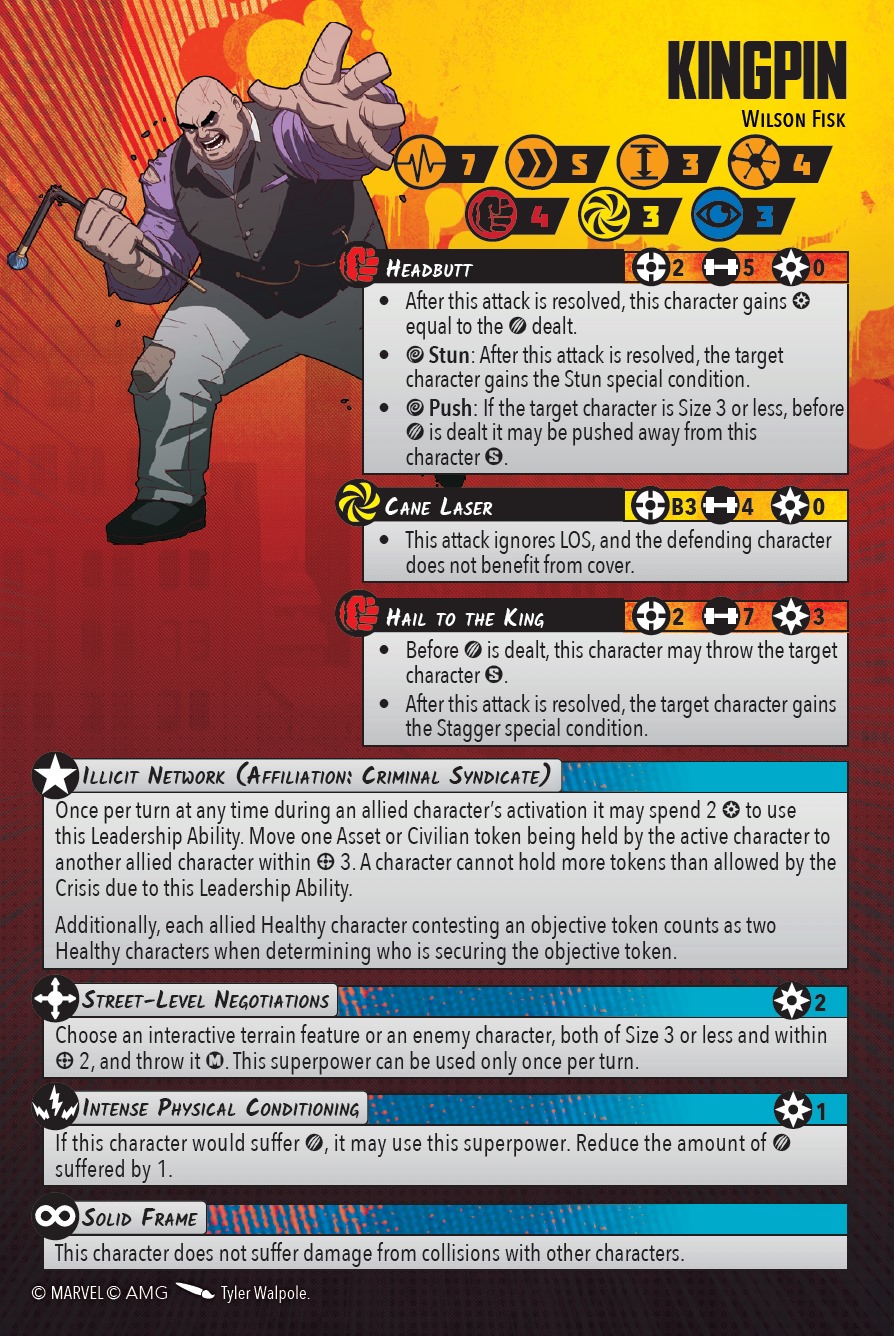 KINGPIN
Wilson Fisk
7 5 3 4
4 3 3
Headbutt 2 5 0
• After this attack is resolved, this character gains
equal to the dealt.
• Stun: After this attack is resolved, the target
character gains the Stun special condition.
• Push: If the target character is Size 3 or less, before
is dealt it may be pushed away from this
character S.
Cane Laser B3 4 0
• This attack ignores LOS, and the defending character
does not benefit from cover.
Hail to the King 2 7 3
• Before is dealt, this character may throw the target
character S.
• After this attack is resolved, the target character gains
the Stagger special condition.
Illicit Network (Affiliation: Criminal Syndicate)
Once per turn at any time during an allied character’s activation it may spend 2 to use
this Leadership Ability. Move one Asset or Civilian token being held by the active character to
another allied character within 3. A character cannot hold more tokens than allowed by the
Crisis due to this Leadership Ability.
Additionally, each allied Healthy character contesting an objective token counts as two
Healthy characters when determining who is securing the objective token.
Street-Level Negotiations 2
Choose an interactive terrain feature or an enemy character, both of Size 3 or less and within
2, and throw it M. This superpower can be used only once per turn.
Intense Physical Conditioning 1
If this character would suffer , it may use this superpower. Reduce the amount of
suffered by 1.
Solid Frame
This character does not suffer damage from collisions with other characters.
© MARVEL © AMG Tyler Walpole.